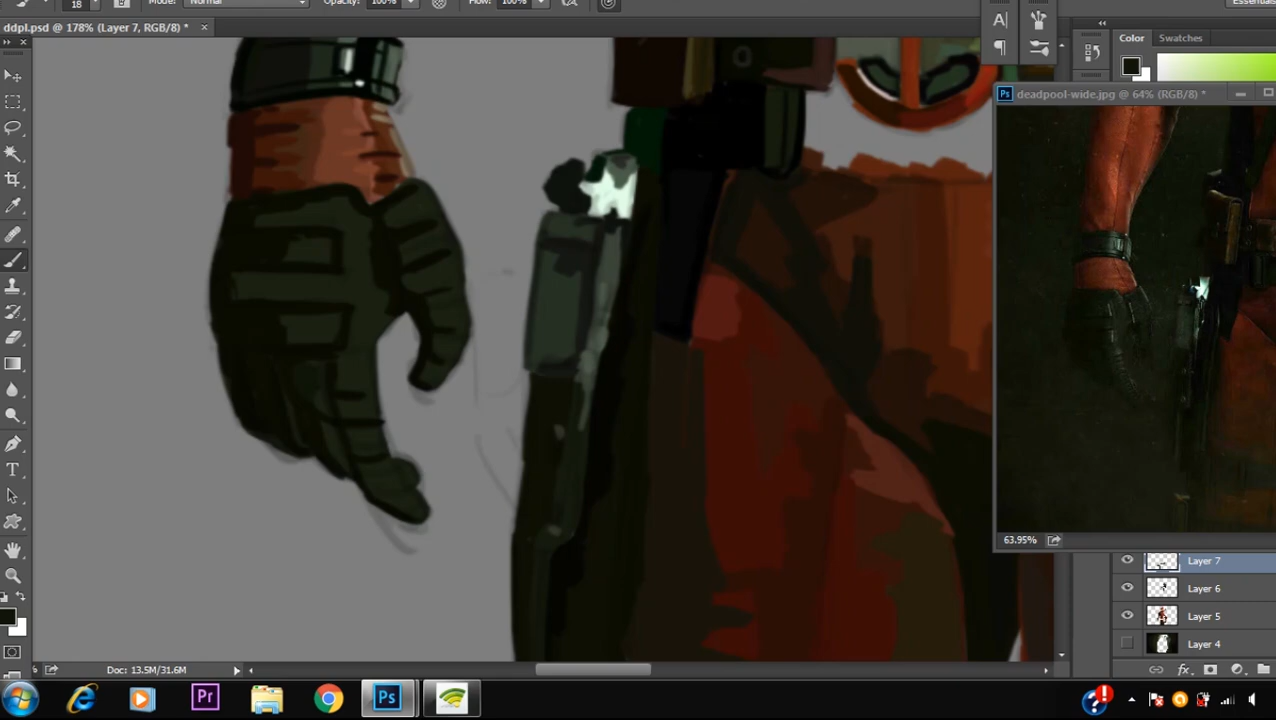 18 Mode: Normal Opacity: 100% Flow: 100% Essentials
ddpl.psd @ 178% (Layer 7, RGB/8) * ×
A|
Color Swatches
Ps deadpool-wide.jpg @ 64% (RGB/8) *
T
63.95%
Layer 7
Layer 6
Layer 5
Layer 4
% Doc: 13.5M/31.6M
fx
Pr Ps